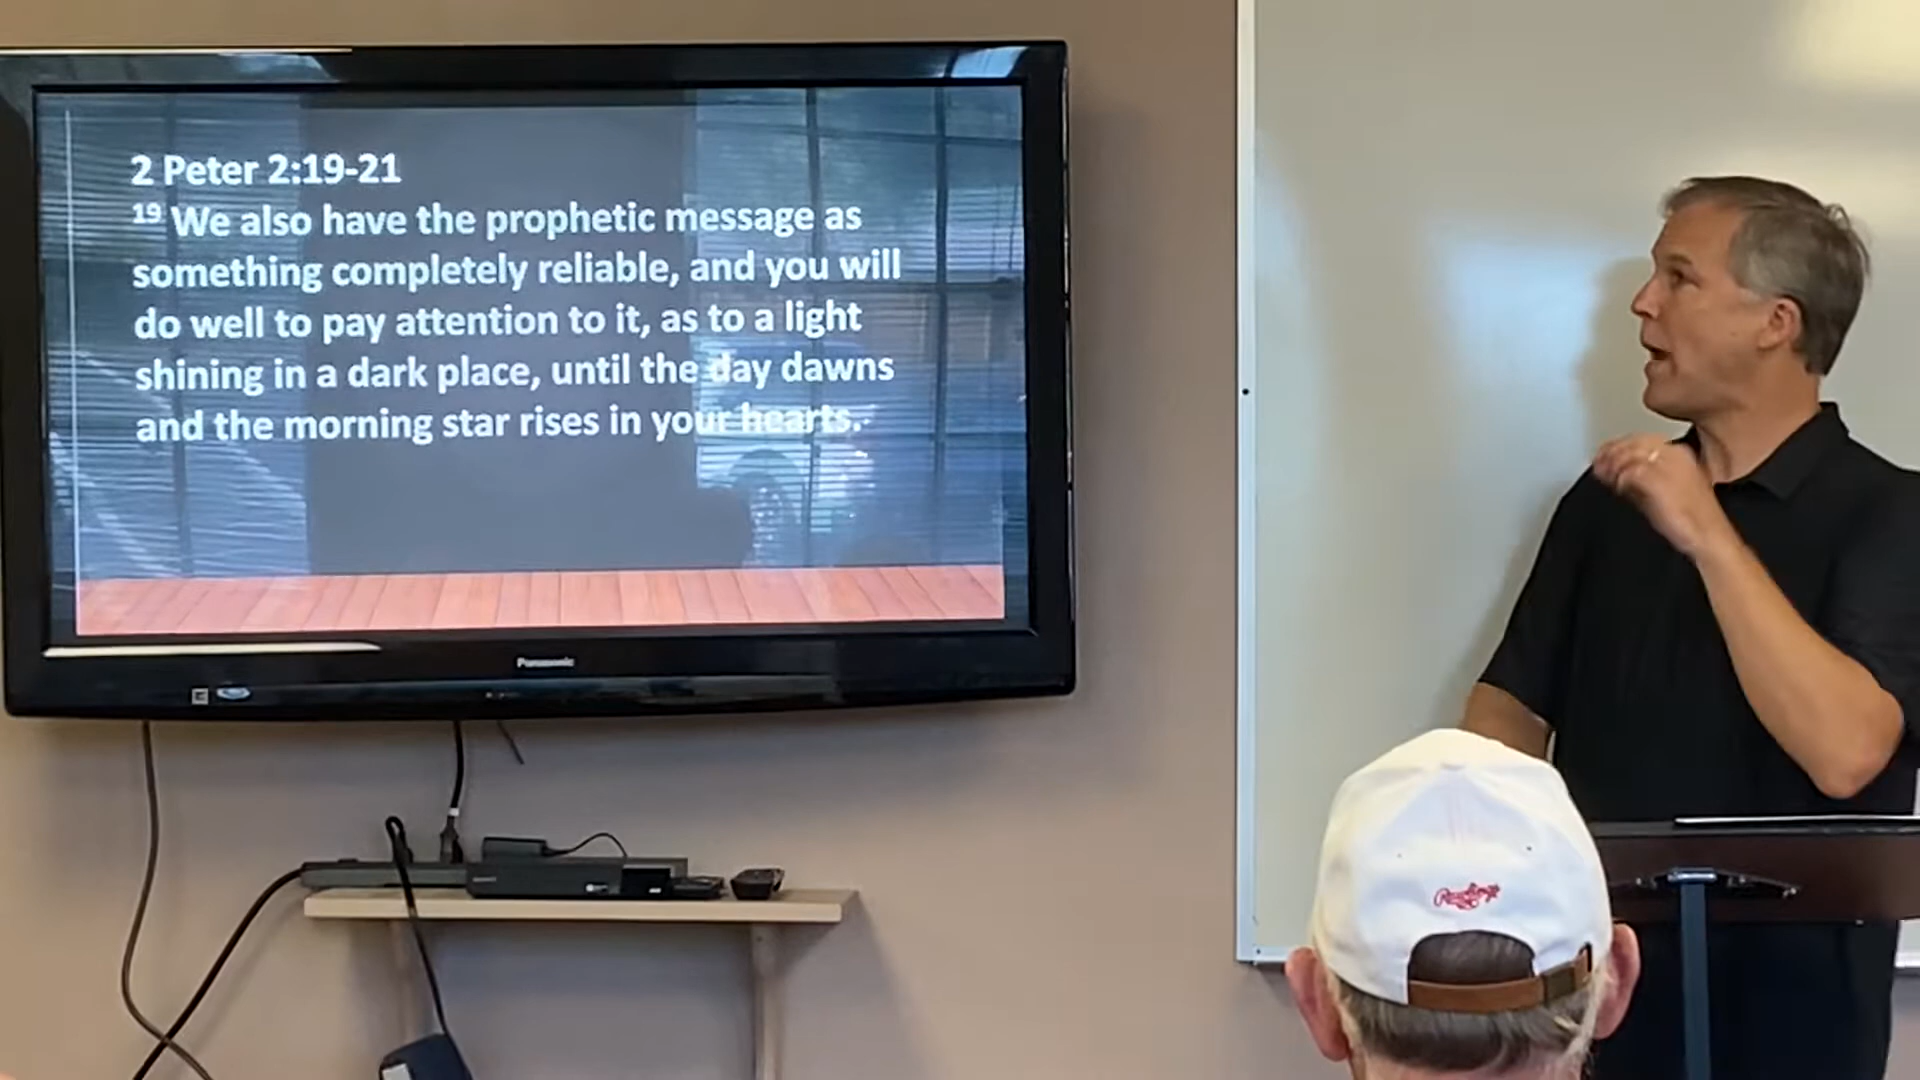 2 Peter 2:19-21
19 We also have the prophetic message as
something completely reliable, and you will
do well to pay attention to it, as to a light
shining in a dark place, until the day dawns
and the morning star rises in your hearts.
Panasonic
Rawlings